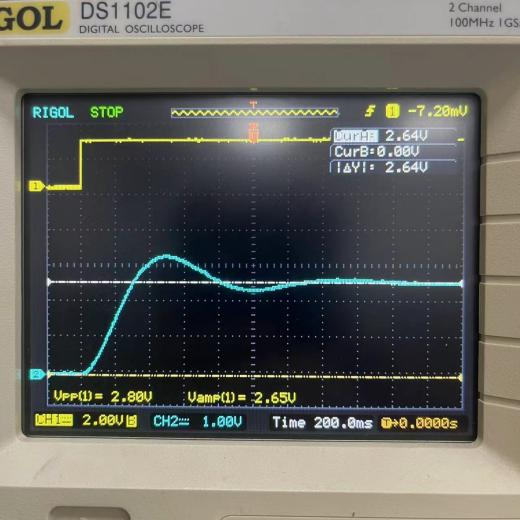 GOL DS1102E
DIGITAL OSCILLOSCOPE
2 Channel
100MHz 1GS
RIGOL STOP T 1 -7.20mV
CurA: 2.64V
CurB:0.00V
|ΔY|: 2.64V
1
2
Vpp(1)= 2.80V Vamp(1)= 2.65V
CH1 2.00V B CH2 1.00V Time 200.0ms T→0.0000s